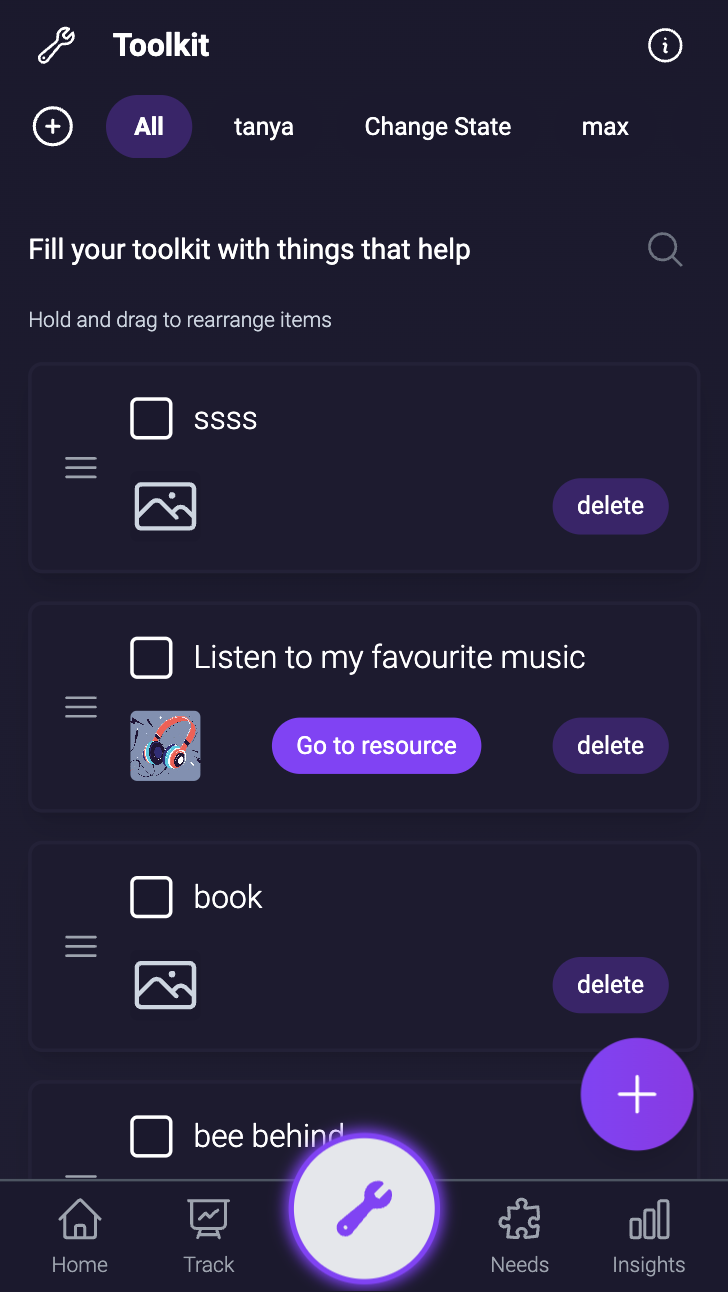 Toolkit
All tanya Change State max
Fill your toolkit with things that help
Hold and drag to rearrange items
ssss
delete
Listen to my favourite music
Go to resource delete
book
delete
bee behind
Home Track Needs Insights